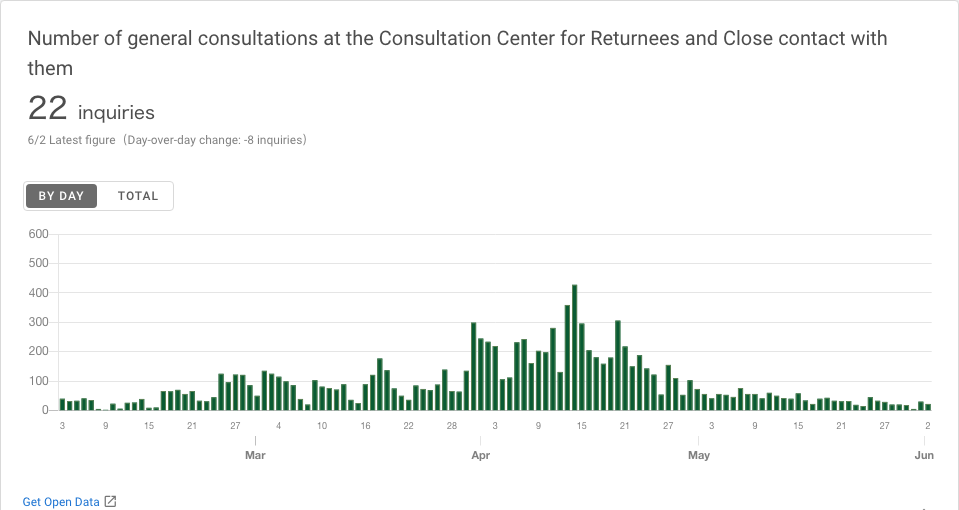 Number of general consultations at the Consultation Center for Returnees and Close contact with
them
22 inquiries
6/2 Latest figure（Day-over-day change: -8 inquiries）
BY DAY TOTAL
600
500
400
300
200
100
0
3 9 15 21 27 4 10 16 22 28 3 9 15 21 27 3 9 15 21 27 2
Mar Apr May Jun
Get Open Data